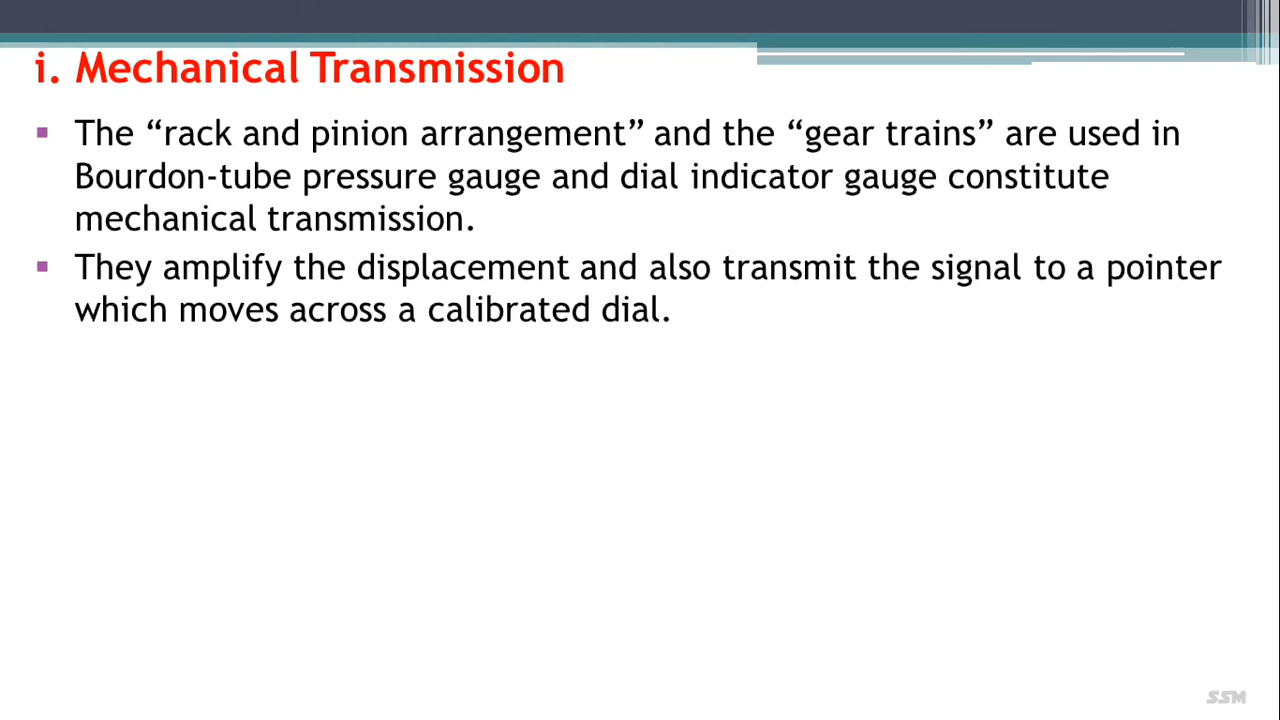 i. Mechanical Transmission
▪ The “rack and pinion arrangement” and the “gear trains” are used in
Bourdon-tube pressure gauge and dial indicator gauge constitute
mechanical transmission.
▪ They amplify the displacement and also transmit the signal to a pointer
which moves across a calibrated dial.
SSM